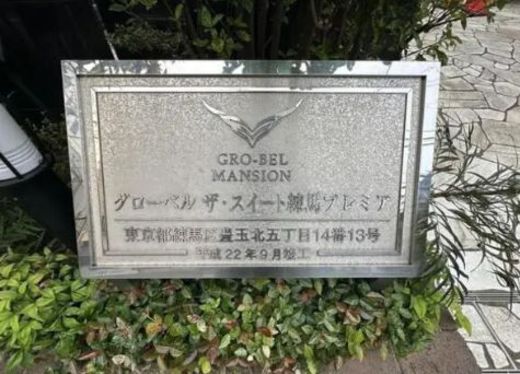 GRO-BEL
MANSION
グローベル ザ・スイート練馬プレミア
東京都練馬区豊玉北五丁目14番13号
平成22年9月竣工